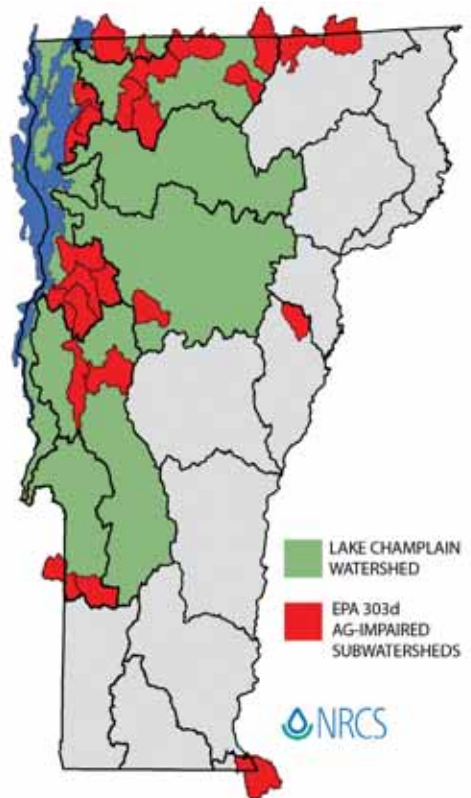 LAKE CHAMPLAIN
WATERSHED
EPA 303d
AG-IMPAIRED
SUBWATERSHEDS
NRCS